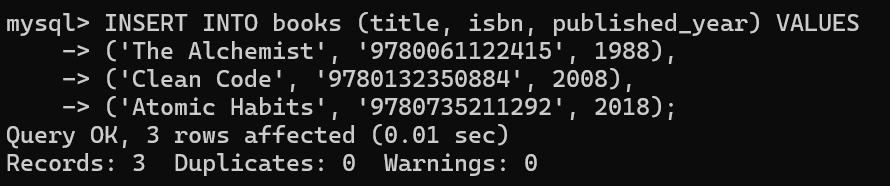 mysql> INSERT INTO books (title, isbn, published_year) VALUES
    -> ('The Alchemist', '9780061122415', 1988),
    -> ('Clean Code', '9780132350884', 2008),
    -> ('Atomic Habits', '9780735211292', 2018);
Query OK, 3 rows affected (0.01 sec)
Records: 3  Duplicates: 0  Warnings: 0